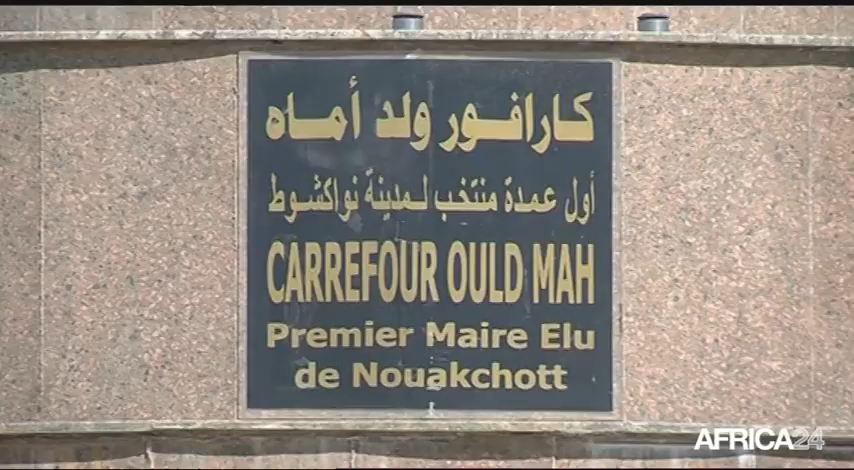 كارافور ولد أماه
أول عمدة منتخب لمدينة نواكشوط
CARREFOUR OULD MAH
Premier Maire Elu
de Nouakchott
AFRICA24